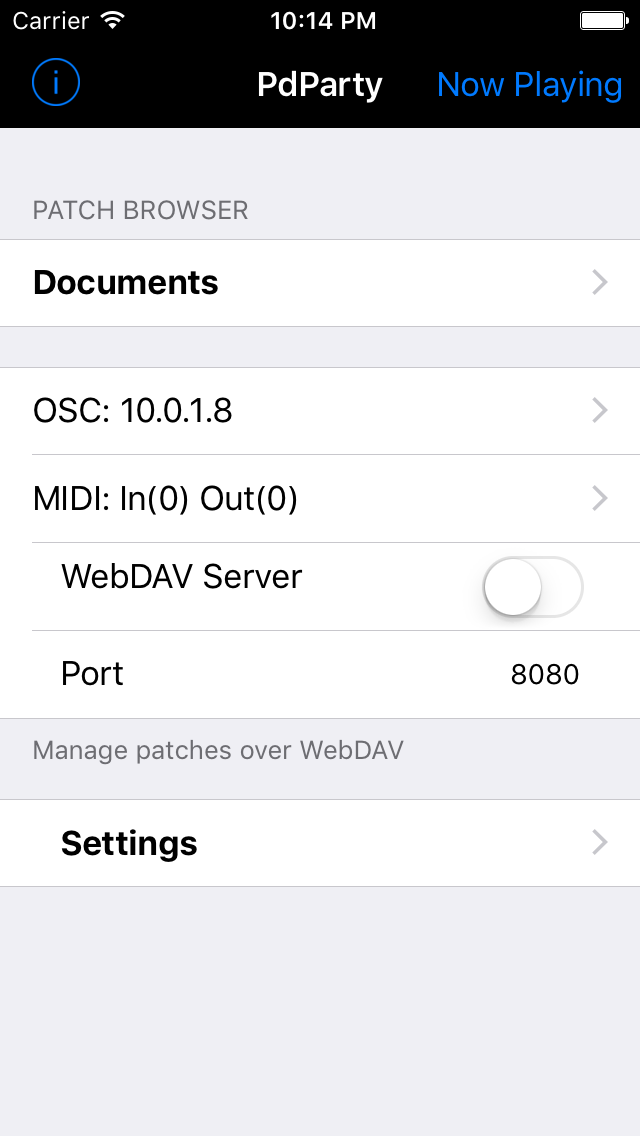 Carrier 10:14 PM
i PdParty Now Playing
PATCH BROWSER
Documents
OSC: 10.0.1.8
MIDI: In(0) Out(0)
WebDAV Server
Port 8080
Manage patches over WebDAV
Settings